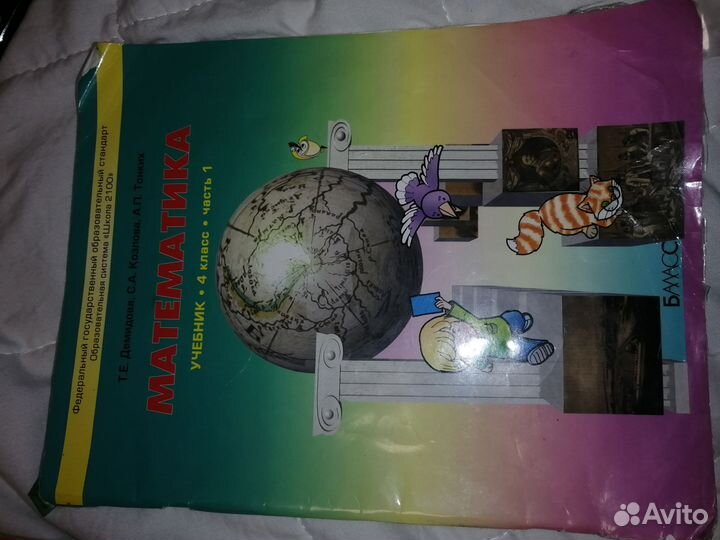 Федеральный государственный образовательный стандарт
Образовательная система «Школа 2100»
Т.Е. Демидова, С.А. Козлова, А.П. Тонких
МАТЕМАТИКА
УЧЕБНИК • 4 класс • часть 1
БАЛАСС
Avito